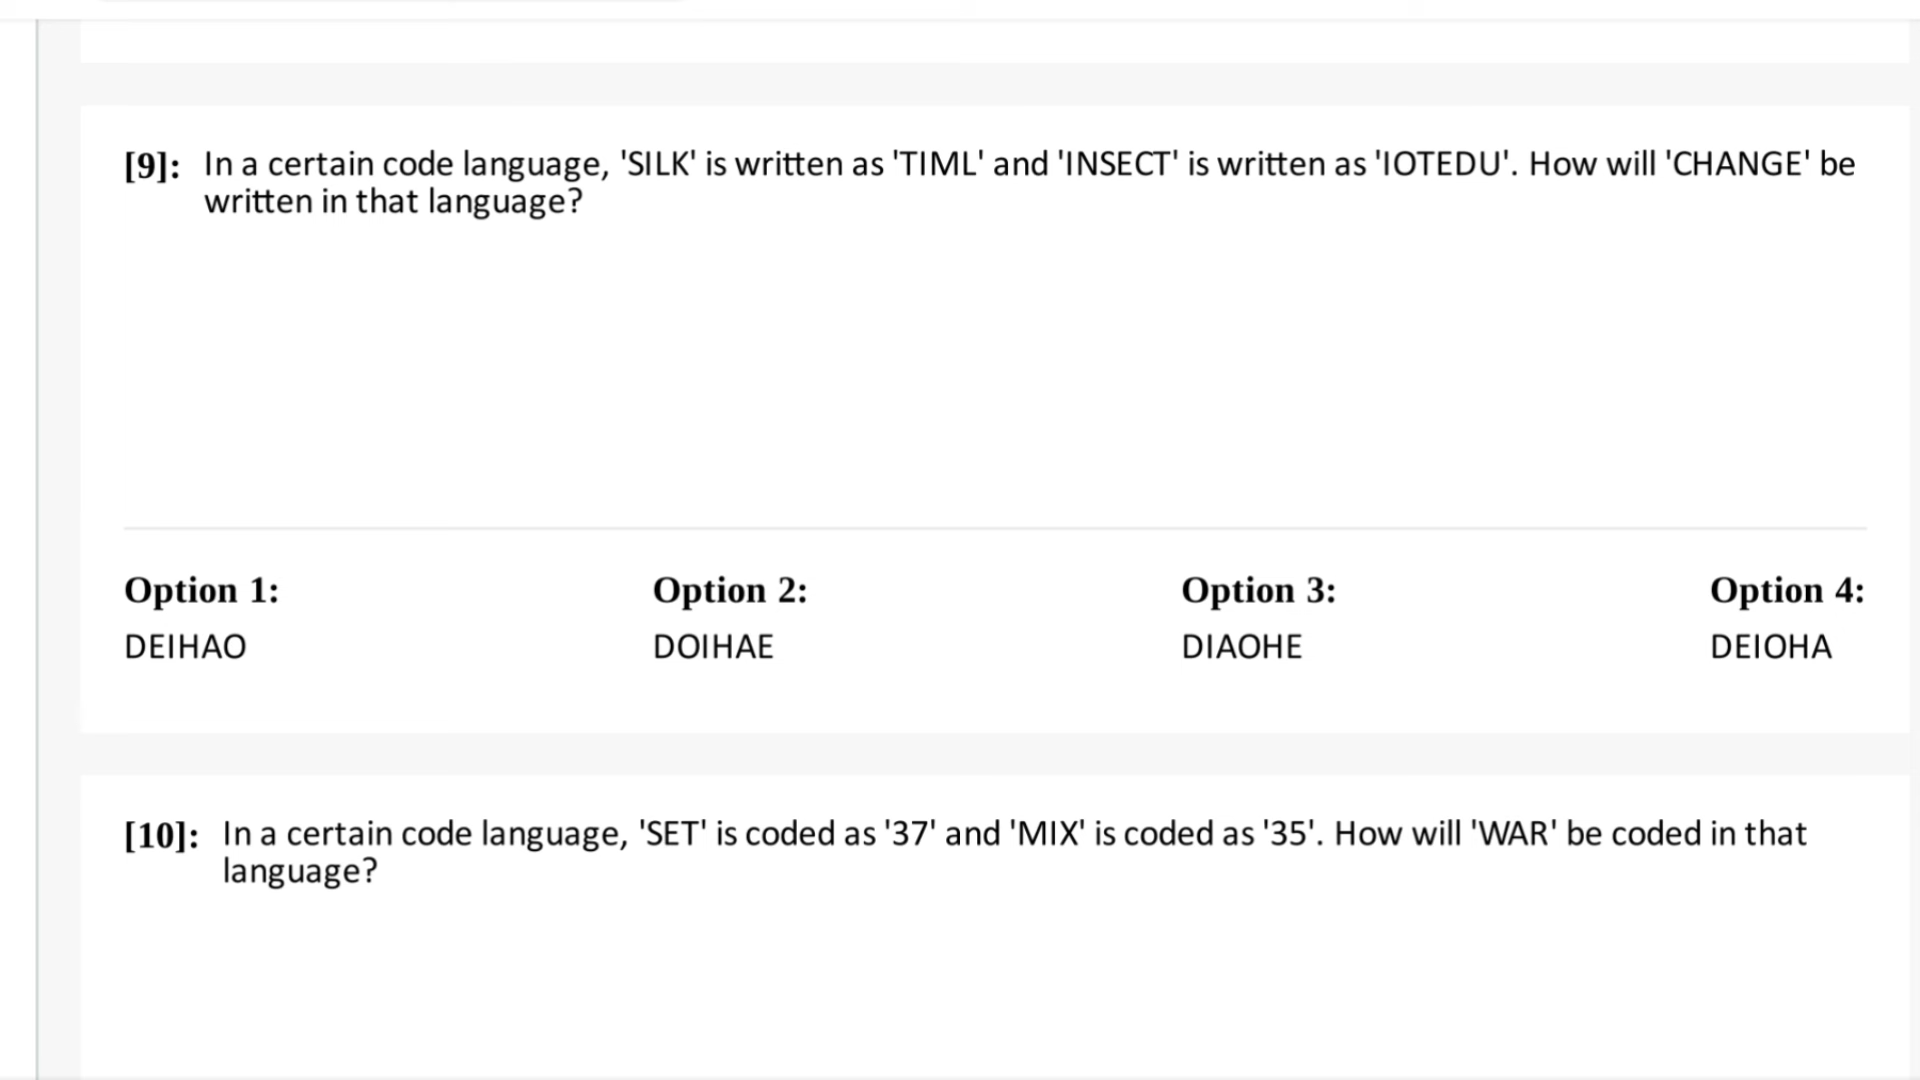 [9]: In a certain code language, 'SILK' is written as 'TIML' and 'INSECT' is written as 'IOTEDU'. How will 'CHANGE' be
written in that language?
Option 1: Option 2: Option 3: Option 4:
DEIHAO DOIHAE DIAOHE DEIOHA
[10]: In a certain code language, 'SET' is coded as '37' and 'MIX' is coded as '35'. How will 'WAR' be coded in that
language?